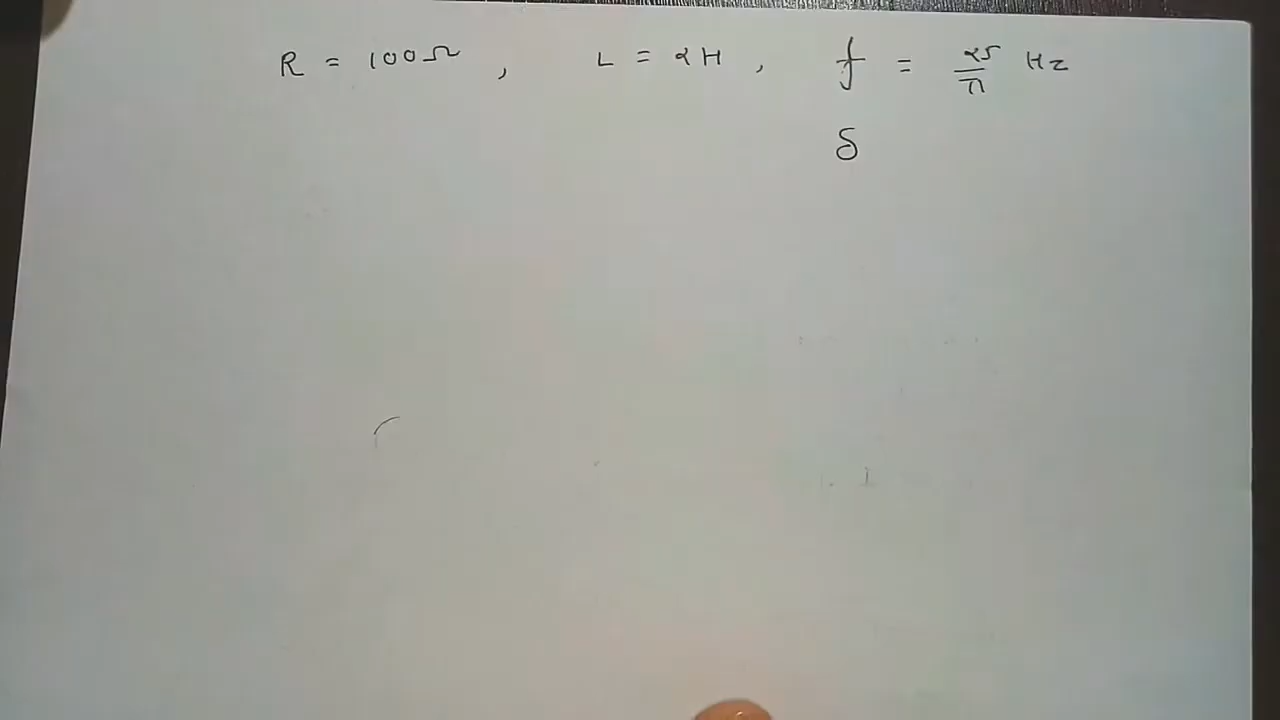 R = 100Ω , L = 2H , f = 25/π Hz
δ